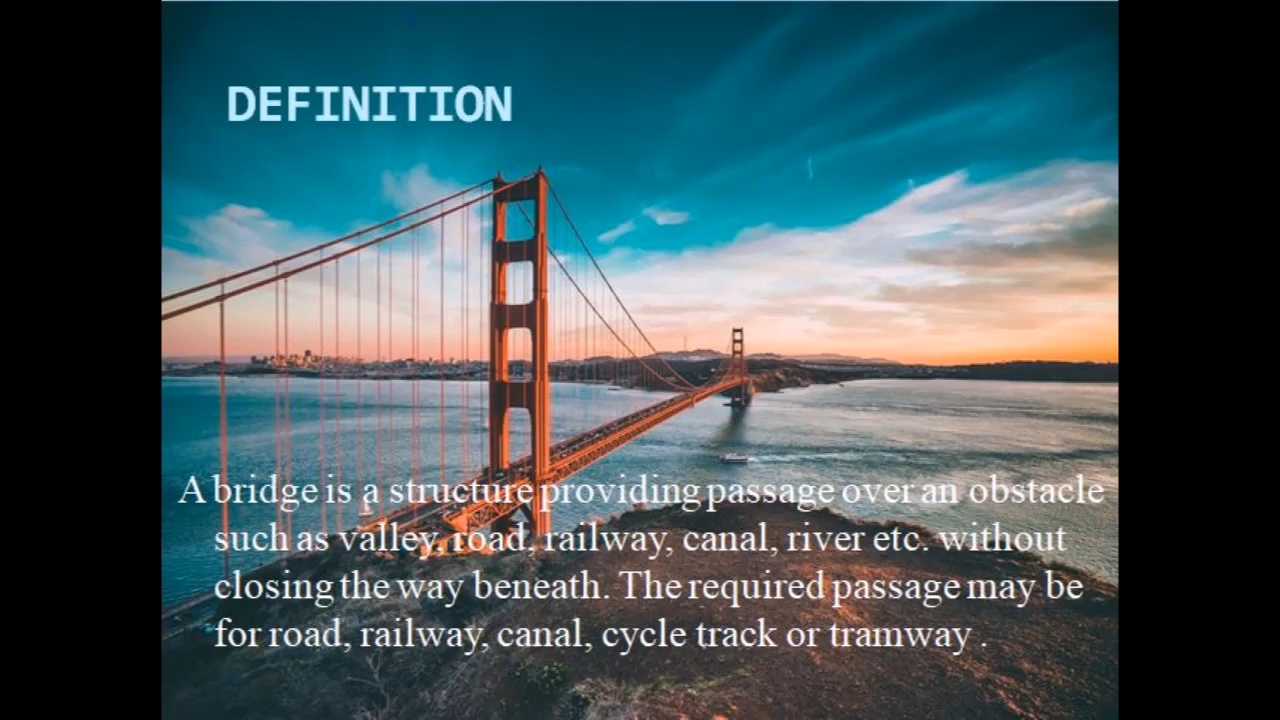 DEFINITION
A bridge is a structure providing passage over an obstacle
such as valley, road, railway, canal, river etc. without
closing the way beneath. The required passage may be
for road, railway, canal, cycle track or tramway .